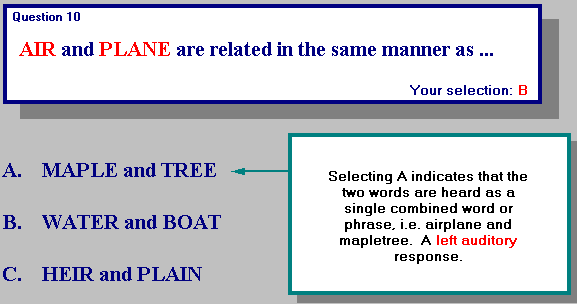 Question 10
AIR and PLANE are related in the same manner as ...
Your selection: B
A. MAPLE and TREE
B. WATER and BOAT
C. HEIR and PLAIN
Selecting A indicates that the
two words are heard as a
single combined word or
phrase, i.e. airplane and
mapletree. A left auditory
response.